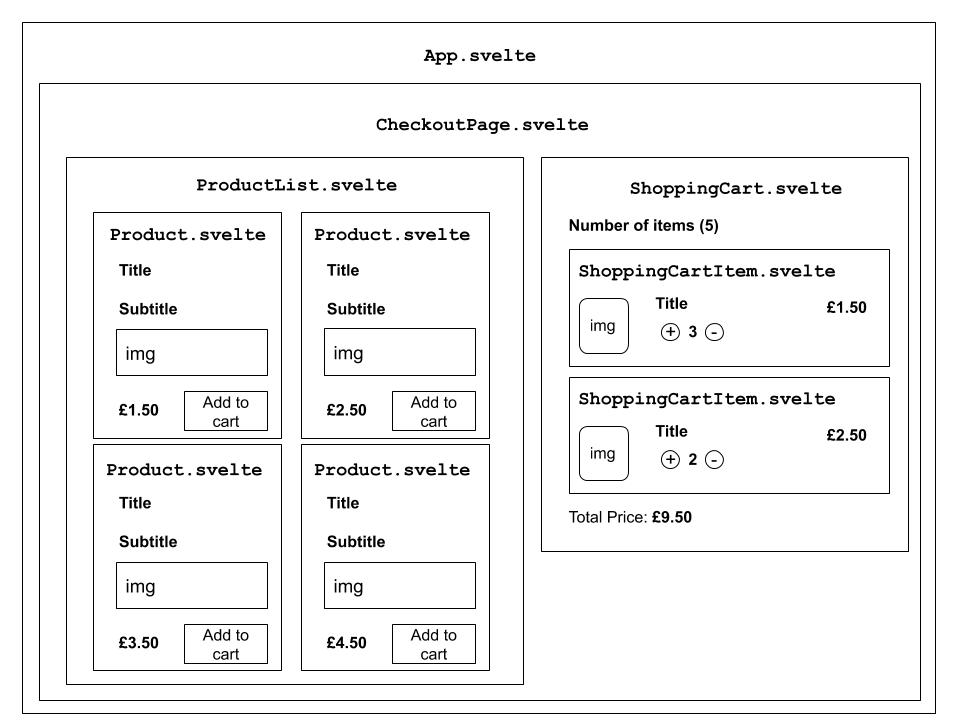 App.svelte
CheckoutPage.svelte
ProductList.svelte
Product.svelte
Title
Subtitle
img
£1.50
Add to
cart
Product.svelte
Title
Subtitle
img
£2.50
Add to
cart
Product.svelte
Title
Subtitle
img
£3.50
Add to
cart
Product.svelte
Title
Subtitle
img
£4.50
Add to
cart
ShoppingCart.svelte
Number of items (5)
ShoppingCartItem.svelte
img
Title
£1.50
+ 3 -
ShoppingCartItem.svelte
img
Title
£2.50
+ 2 -
Total Price: £9.50